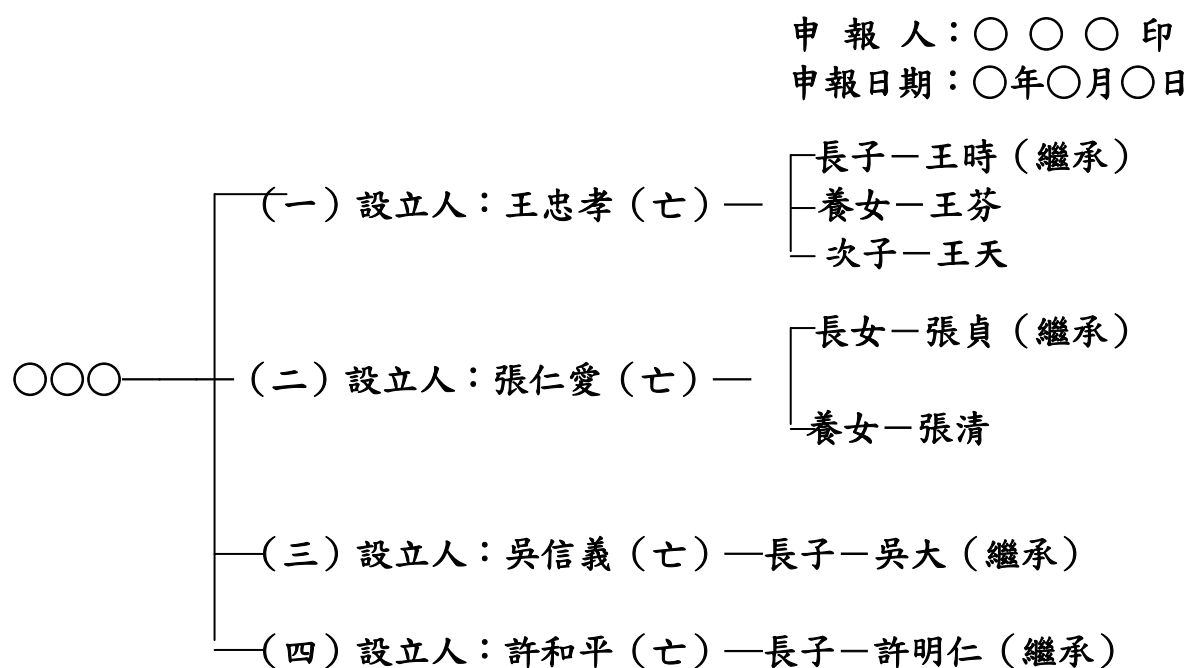 申 報 人：○ ○ ○ 印
申報日期：○年○月○日
長子－王時（繼承）
（一）設立人：王忠孝（亡）
養女－王芬
次子－王天
長女－張貞（繼承）
○○○
（二）設立人：張仁愛（亡）
養女－張清
（三）設立人：吳信義（亡）—長子－吳大（繼承）
（四）設立人：許和平（亡）—長子－許明仁（繼承）